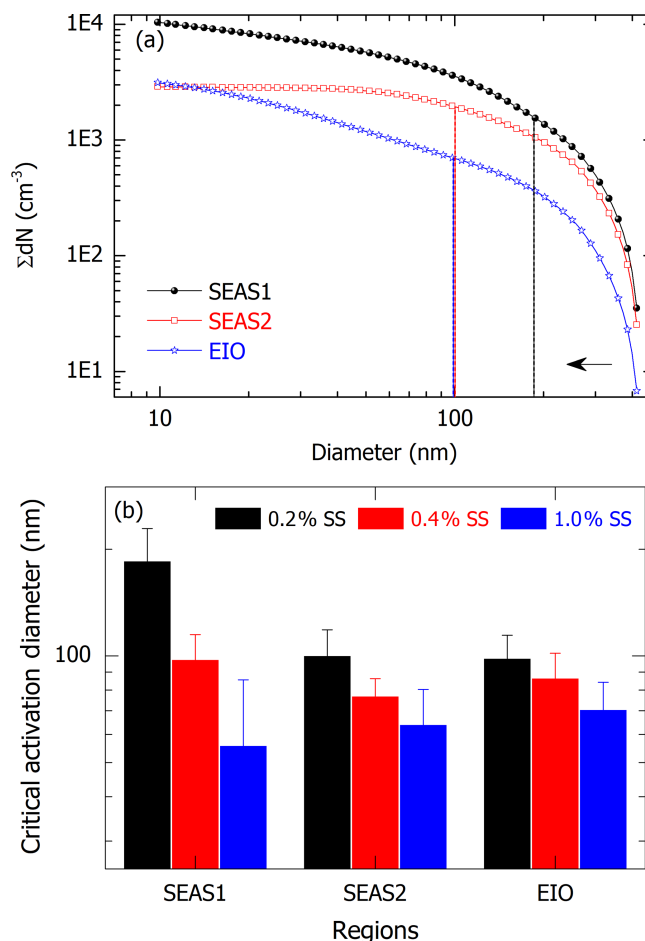 (a)
1E4
1E3
1E2
1E1
ΣdN (cm⁻³)
SEAS1
SEAS2
EIO
10
100
Diameter (nm)
(b)
0.2% SS
0.4% SS
1.0% SS
100
Critical activation diameter (nm)
SEAS1
SEAS2
EIO
Regions